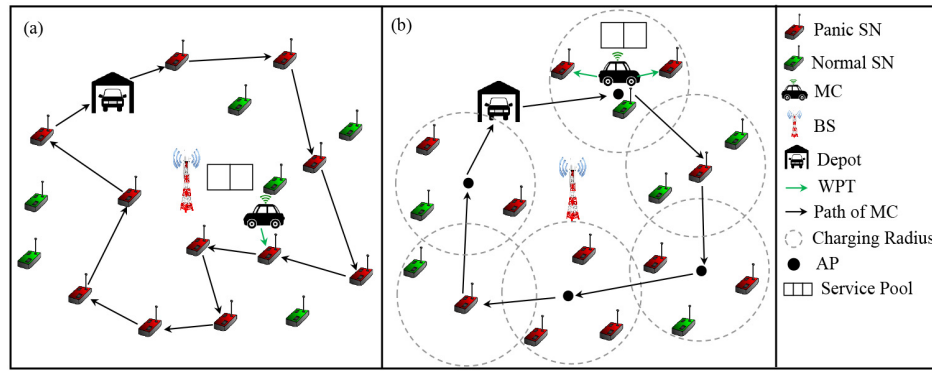 (a)
(b)
Panic SN
Normal SN
MC
BS
Depot
WPT
Path of MC
Charging Radius
AP
Service Pool